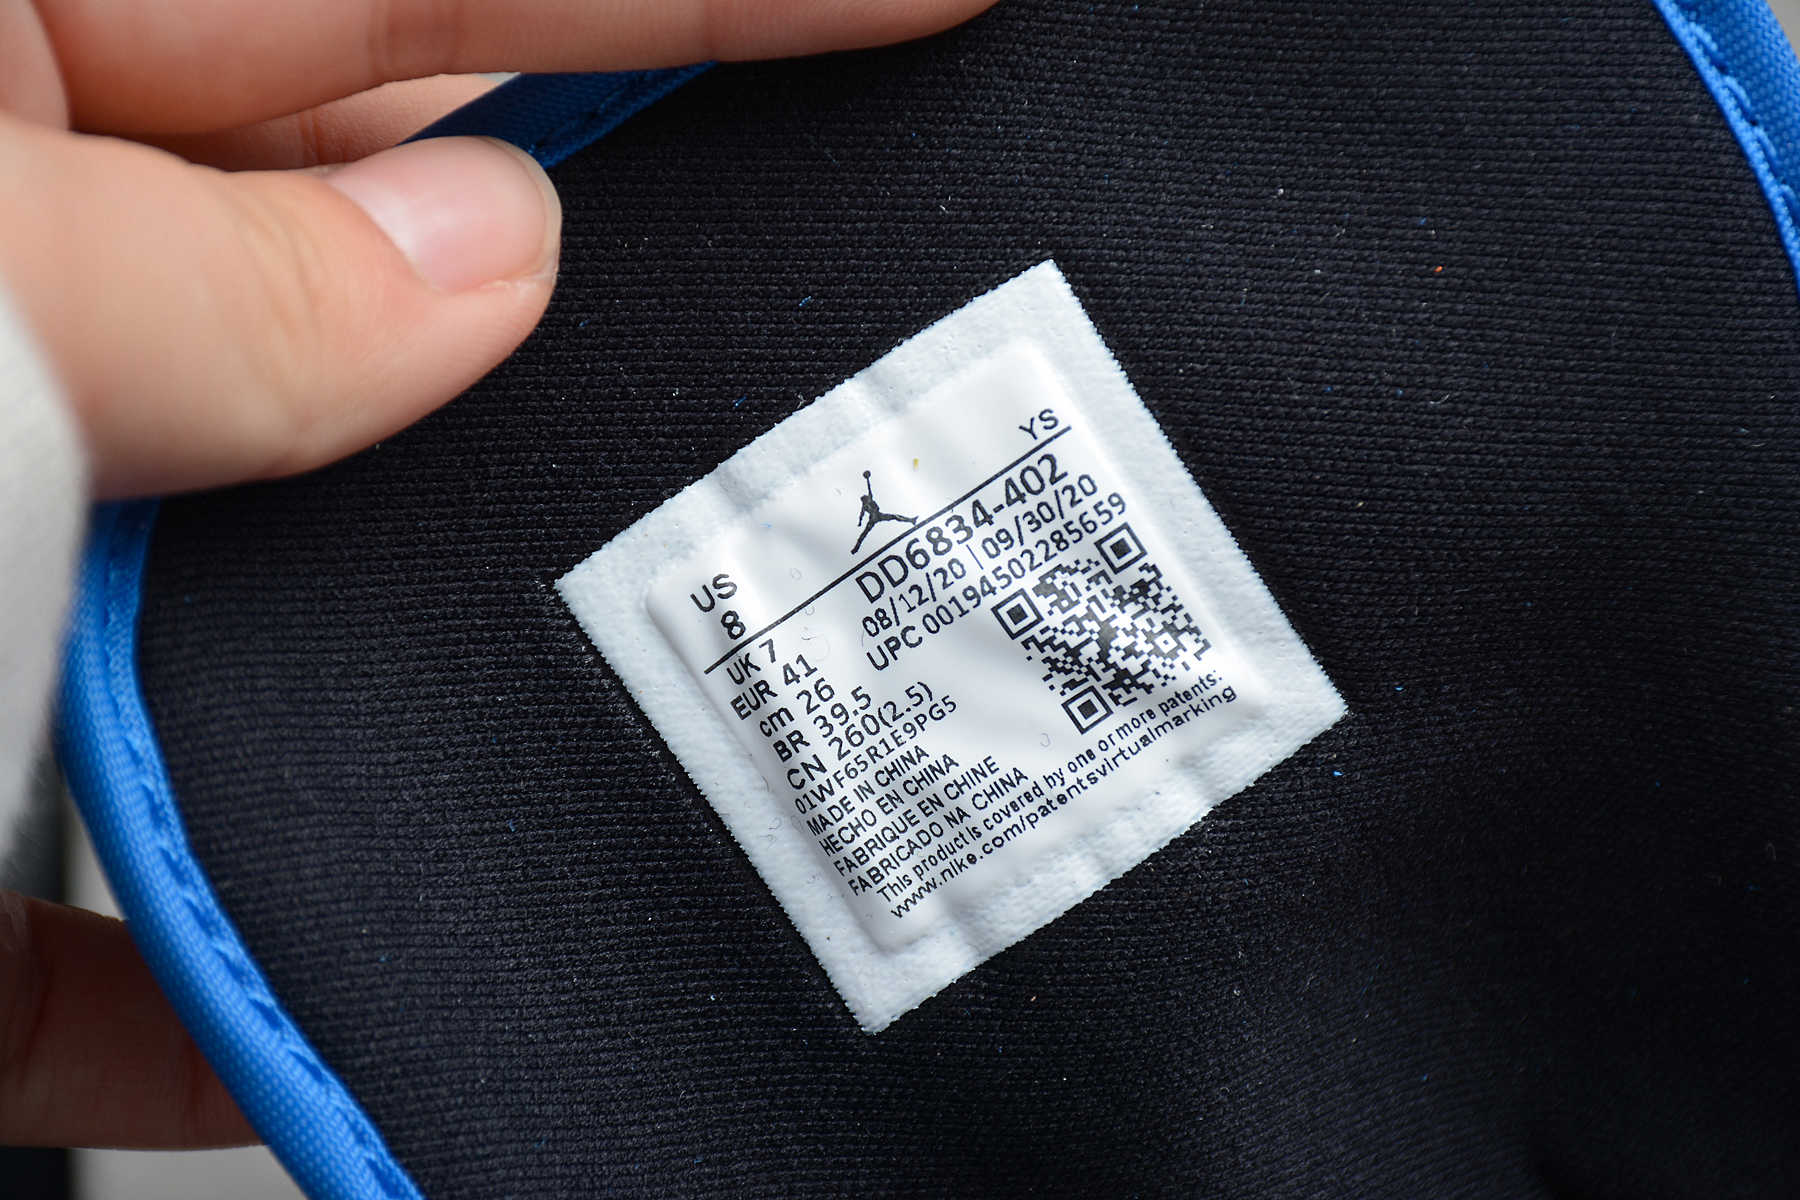 YS
US
8
DD6834-402
08/12/20 | 09/30/20
UPC 00194502285659
UK 7
EUR 41
cm 26
BR 39.5
CN 260(2.5)
01WF65R1E9PG5
MADE IN CHINA
HECHO EN CHINA
FABRIQUE EN CHINE
FABRICADO NA CHINA
This product is covered by one or more patents:
www.nike.com/patentsvirtualmarking